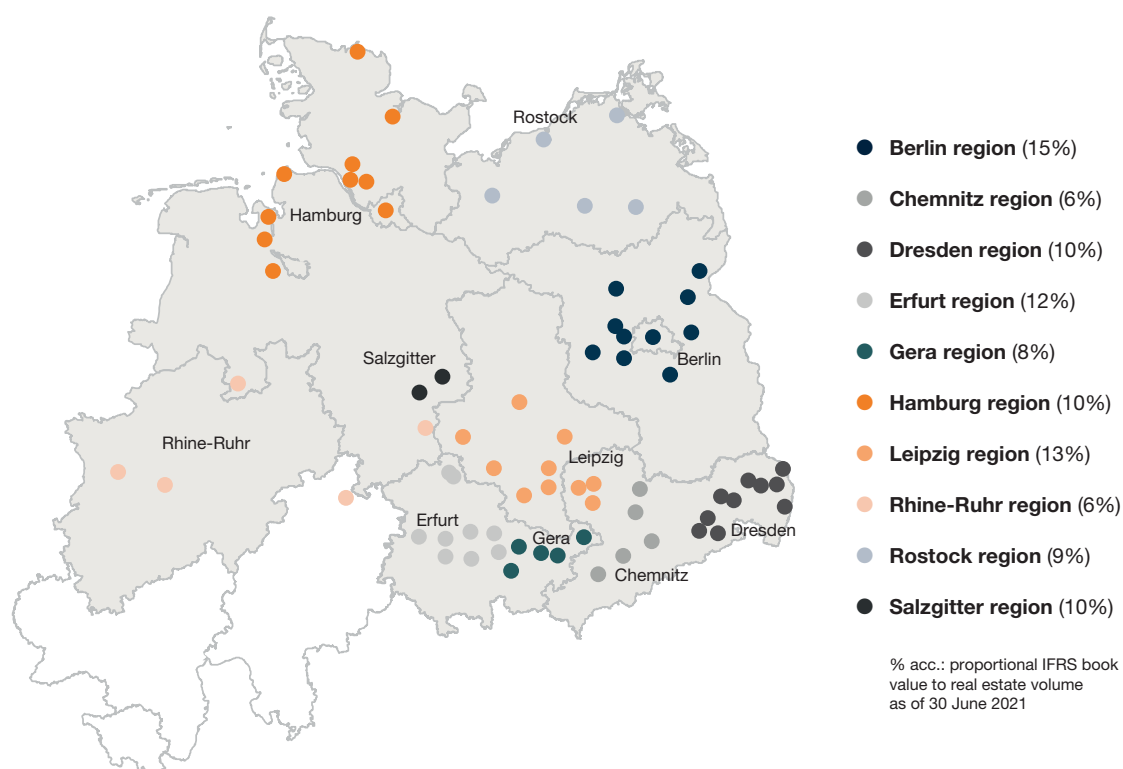 Rostock
Hamburg
Salzgitter
Berlin
Rhine-Ruhr
Leipzig
Erfurt
Gera
Dresden
Chemnitz
Berlin region (15%)
Chemnitz region (6%)
Dresden region (10%)
Erfurt region (12%)
Gera region (8%)
Hamburg region (10%)
Leipzig region (13%)
Rhine-Ruhr region (6%)
Rostock region (9%)
Salzgitter region (10%)
% acc.: proportional IFRS book
value to real estate volume
as of 30 June 2021